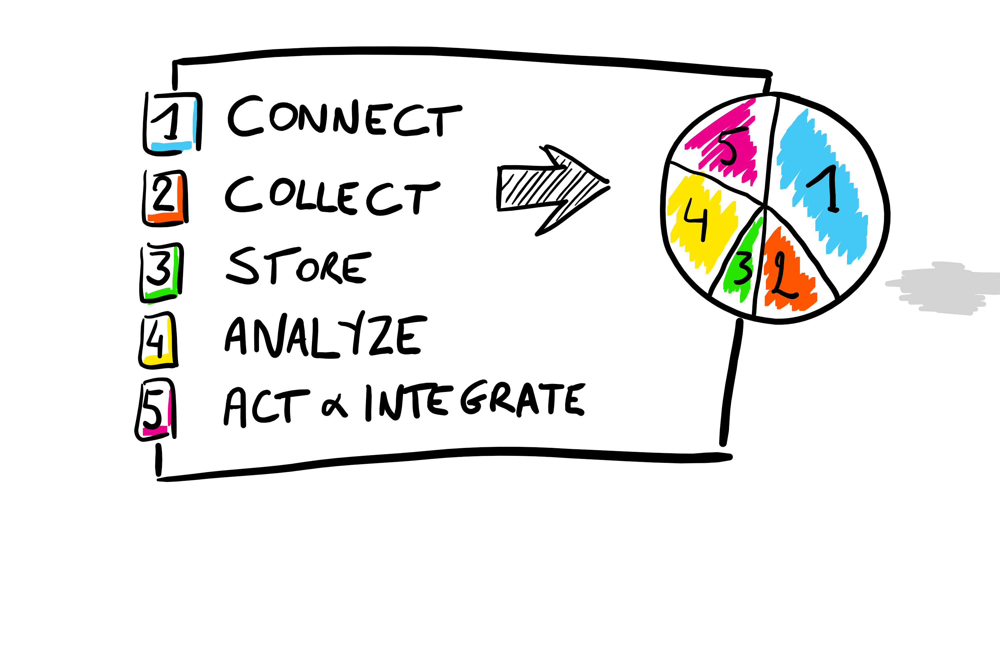 1 CONNECT
2 COLLECT
3 STORE
4 ANALYZE
5 ACT & INTEGRATE
5
1
4
3
2